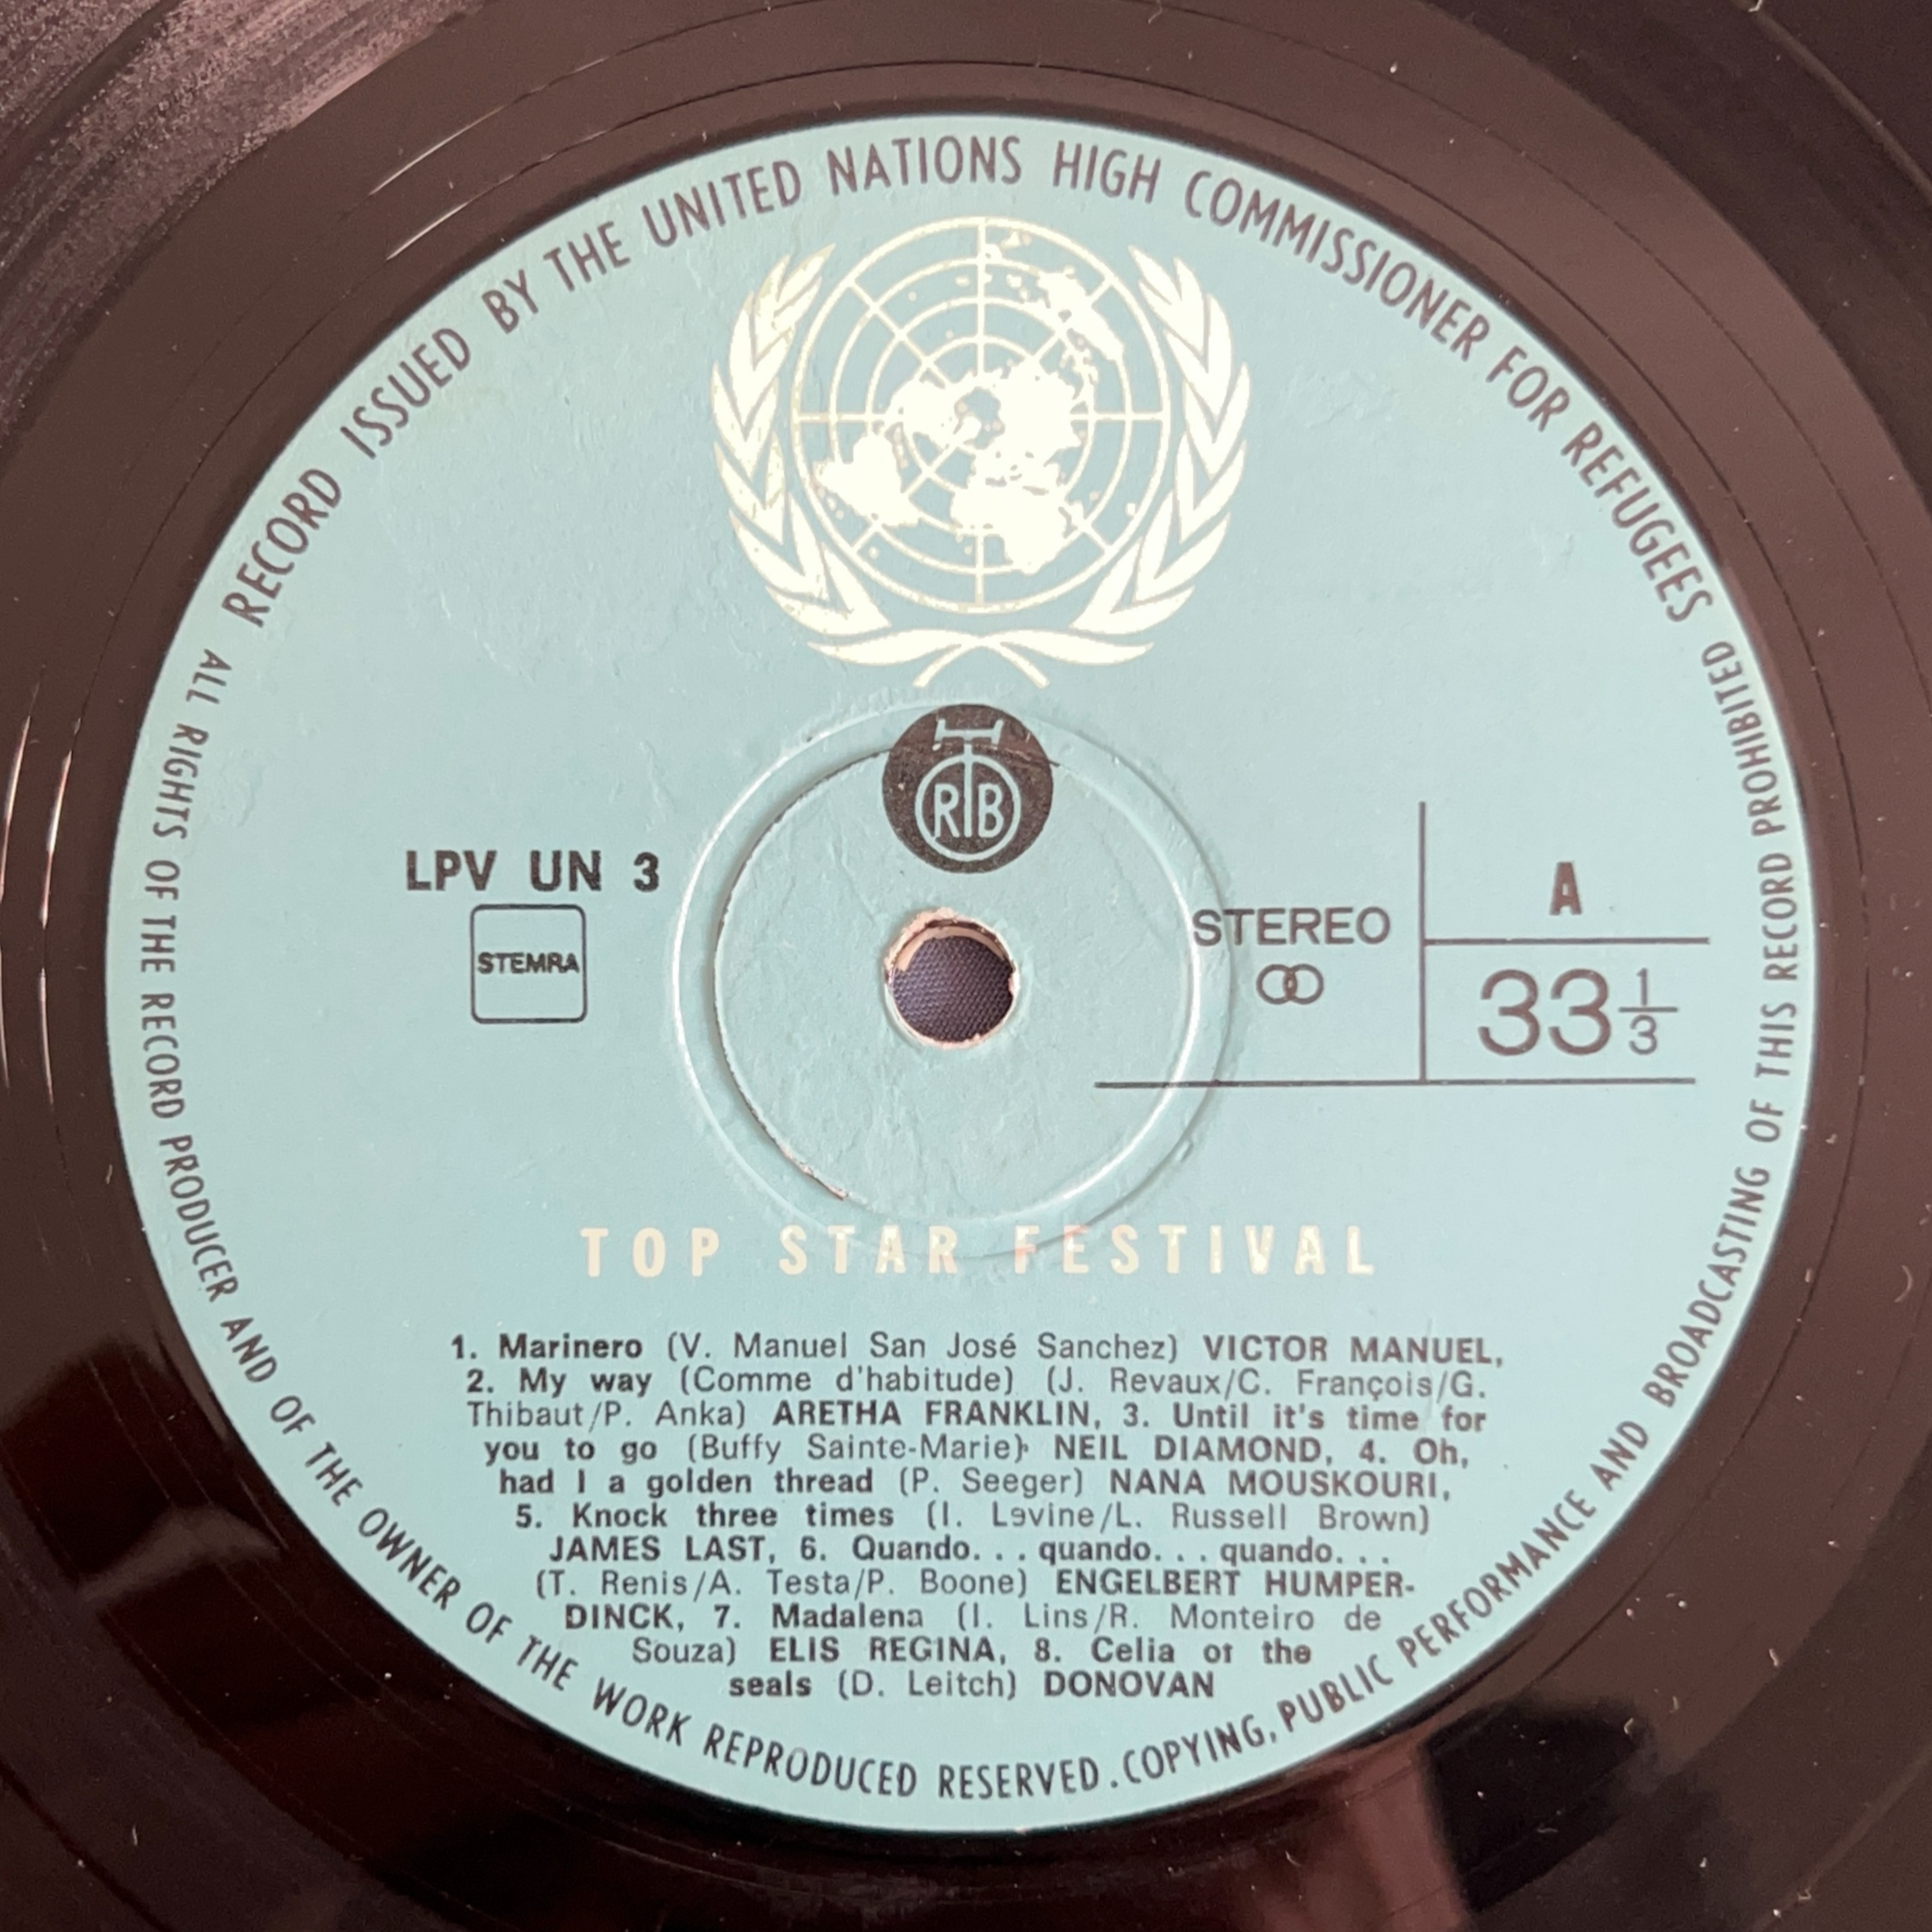 RECORD ISSUED BY THE UNITED NATIONS HIGH COMMISSIONER FOR REFUGEES
RTB
LPV UN 3
STEMRA
STEREO
A
33 1/3
TOP STAR FESTIVAL
1. Marinero (V. Manuel San José Sanchez) VICTOR MANUEL,
2. My way (Comme d'habitude) (J. Revaux/C. François/G.
Thibaut/P. Anka) ARETHA FRANKLIN, 3. Until it's time for
you to go (Buffy Sainte-Marie) NEIL DIAMOND, 4. Oh,
had I a golden thread (P. Seeger) NANA MOUSKOURI,
5. Knock three times (I. Levine/L. Russell Brown)
JAMES LAST, 6. Quando. . . quando. . . quando. . .
(T. Renis/A. Testa/P. Boone) ENGELBERT HUMPER-
DINCK, 7. Madalena (I. Lins/R. Monteiro de
Souza) ELIS REGINA, 8. Celia of the
seals (D. Leitch) DONOVAN
ALL RIGHTS OF THE RECORD PRODUCER AND OF THE OWNER OF THE WORK REPRODUCED RESERVED. COPYING, PUBLIC PERFORMANCE AND BROADCASTING OF THIS RECORD PROHIBITED